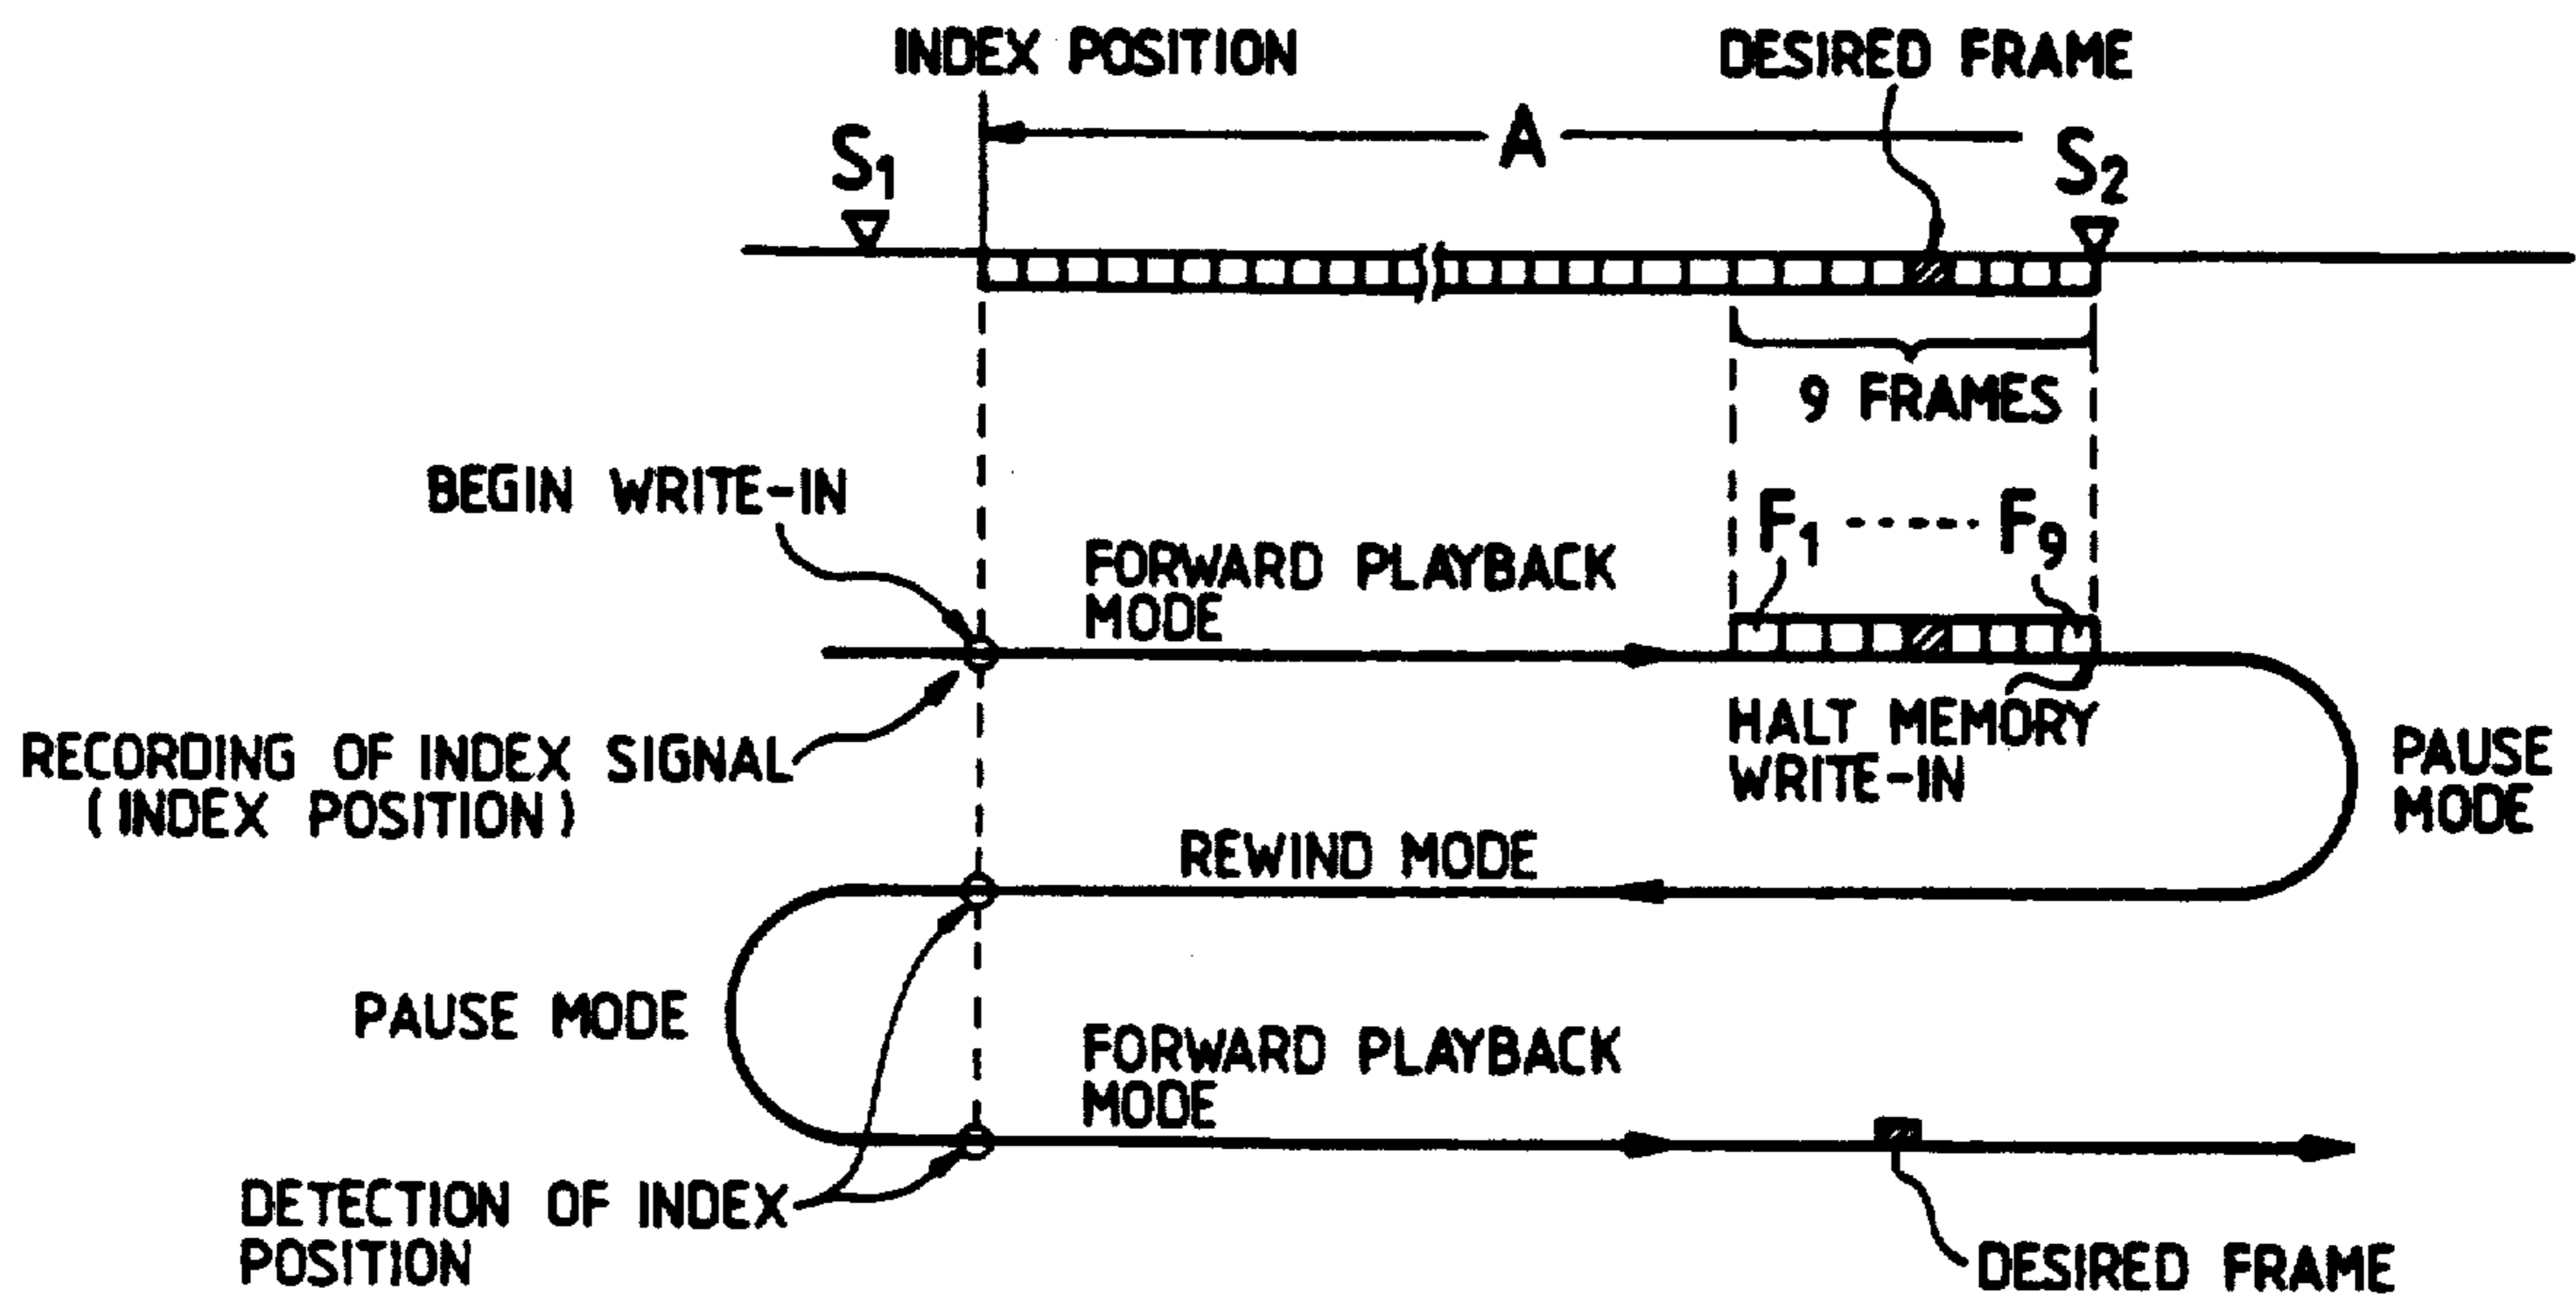 INDEX POSITION
DESIRED FRAME
A
S1
S2
9 FRAMES
BEGIN WRITE-IN
F1 ----- F9
FORWARD PLAYBACK
MODE
RECORDING OF INDEX SIGNAL
(INDEX POSITION)
HALT MEMORY
WRITE-IN
PAUSE
MODE
REWIND MODE
PAUSE MODE
FORWARD PLAYBACK
MODE
DETECTION OF INDEX
POSITION
DESIRED FRAME